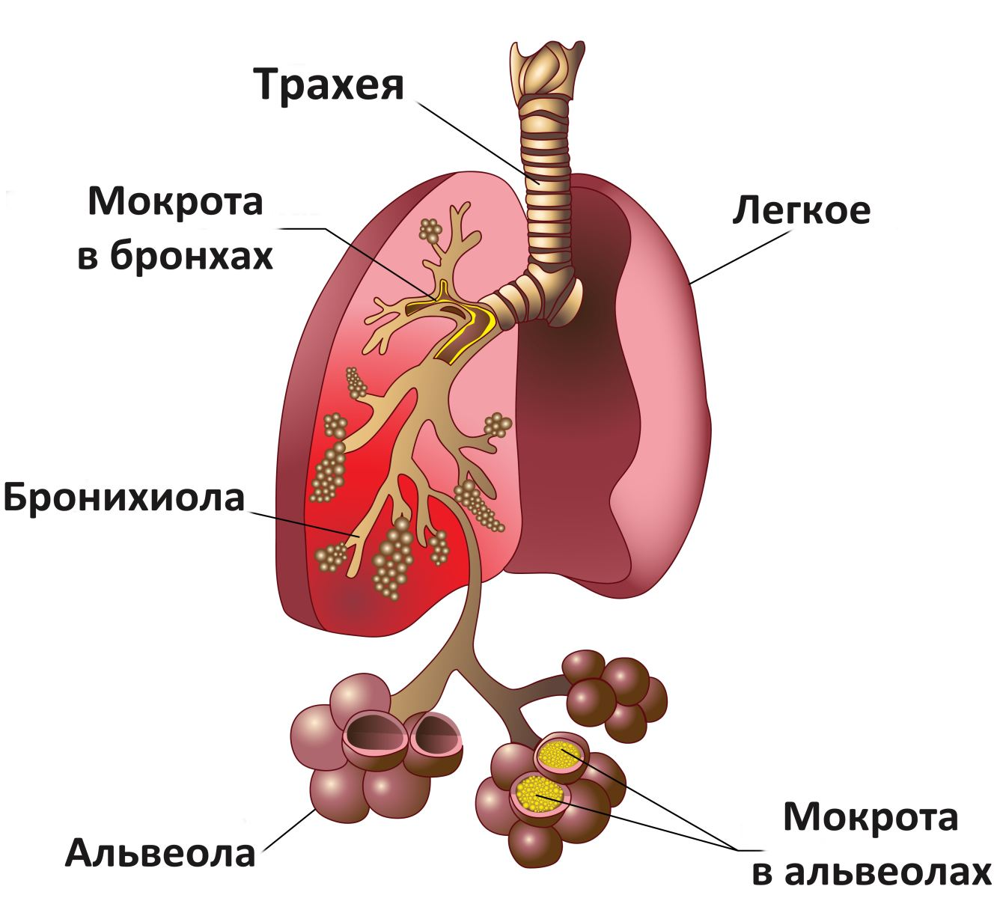 Трахея
Мокрота
в бронхах
Легкое
Бронихиола
Альвеола
Мокрота
в альвеолах